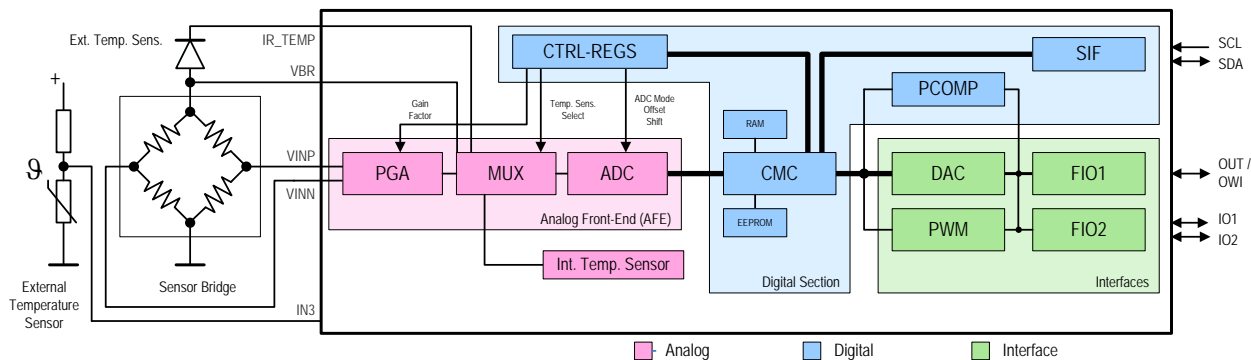 Ext. Temp. Sens.
IR_TEMP
VBR
+
ϑ
CTRL-REGS
SIF
SCL
SDA
PCOMP
Gain
Factor
Temp. Sens.
Select
ADC Mode
Offset
Shift
RAM
VINP
VINN
PGA
MUX
ADC
CMC
DAC
FIO1
OUT /
OWI
EEPROM
PWM
FIO2
IO1
IO2
Analog Front-End (AFE)
Int. Temp. Sensor
Digital Section
Interfaces
External
Temperature
Sensor
Sensor Bridge
IN3
Analog
Digital
Interface